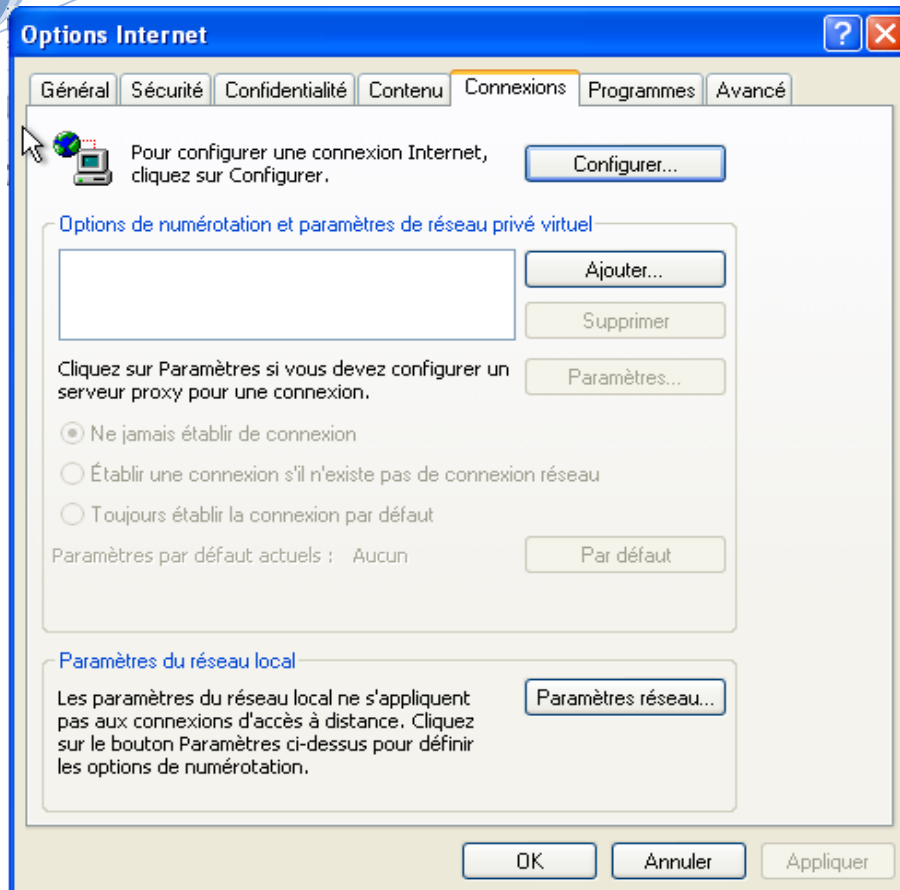 Options Internet
Général Sécurité Confidentialité Contenu Connexions Programmes Avancé
Pour configurer une connexion Internet,
cliquez sur Configurer.
Configurer...
Options de numérotation et paramètres de réseau privé virtuel
Ajouter...
Supprimer
Cliquez sur Paramètres si vous devez configurer un
serveur proxy pour une connexion.
Paramètres...
Ne jamais établir de connexion
Établir une connexion s'il n'existe pas de connexion réseau
Toujours établir la connexion par défaut
Paramètres par défaut actuels : Aucun
Par défaut
Paramètres du réseau local
Les paramètres du réseau local ne s'appliquent
pas aux connexions d'accès à distance. Cliquez
sur le bouton Paramètres ci-dessus pour définir
les options de numérotation.
Paramètres réseau...
OK Annuler Appliquer